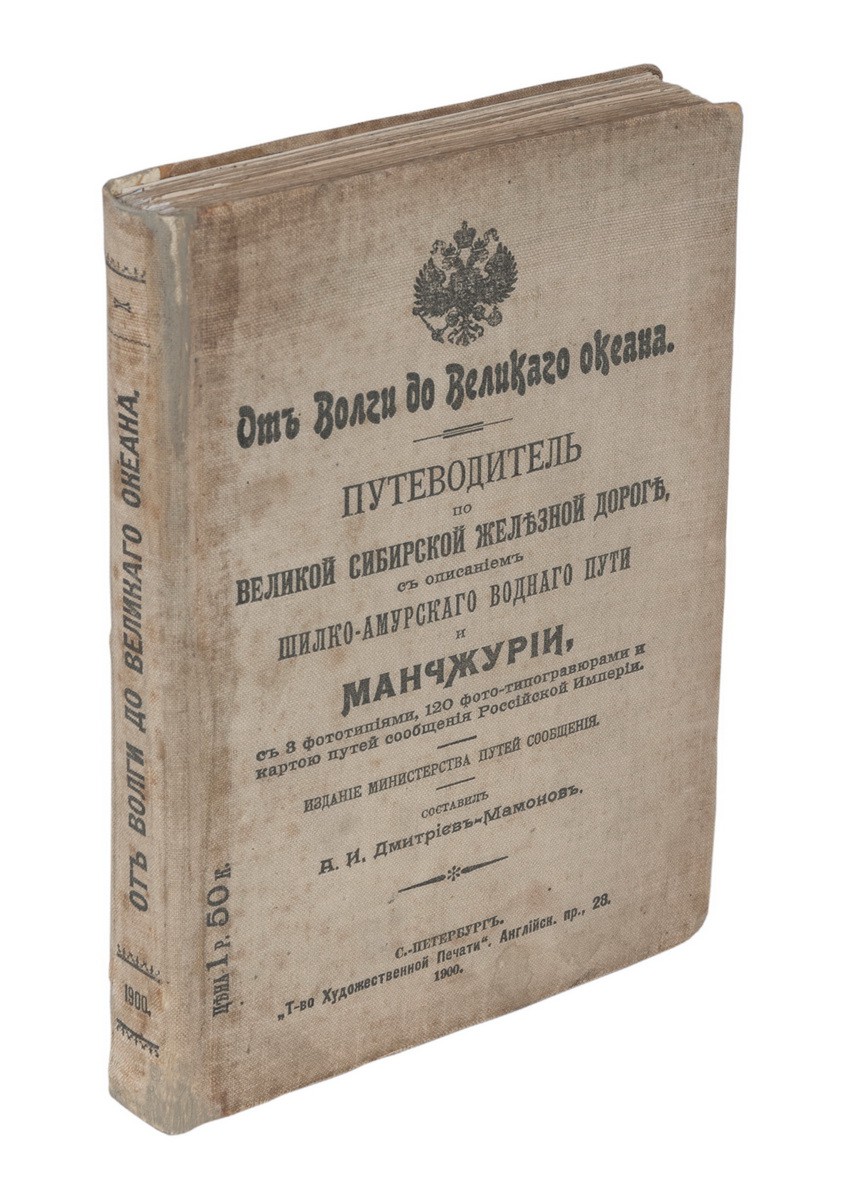 Отъ Волги до Великаго океана.
ПУТЕВОДИТЕЛЬ
по
ВЕЛИКОЙ СИБИРСКОЙ ЖЕЛѢЗНОЙ ДОРОГѢ,
съ описаніемъ
ШИЛКО-АМУРСКАГО ВОДНАГО ПУТИ
и
МАНЧЖУРІИ,
съ 3 фототипіями, 120 фото-типогравюрами и
картою путей сообщенія Россійской Имперіи.
ИЗДАНІЕ МИНИСТЕРСТВА ПУТЕЙ СООБЩЕНІЯ.
СОСТАВИЛЪ
А. И. Дмитріевъ-Мамоновъ.
С.-ПЕТЕРБУРГЪ.
„Т-во Художественной Печати“. Англійск. пр., 28.
1900.
ЦѢНА 1 Р. 50 К.
ОТЪ ВОЛГИ ДО ВЕЛИКАГО ОКЕАНА.
1900.